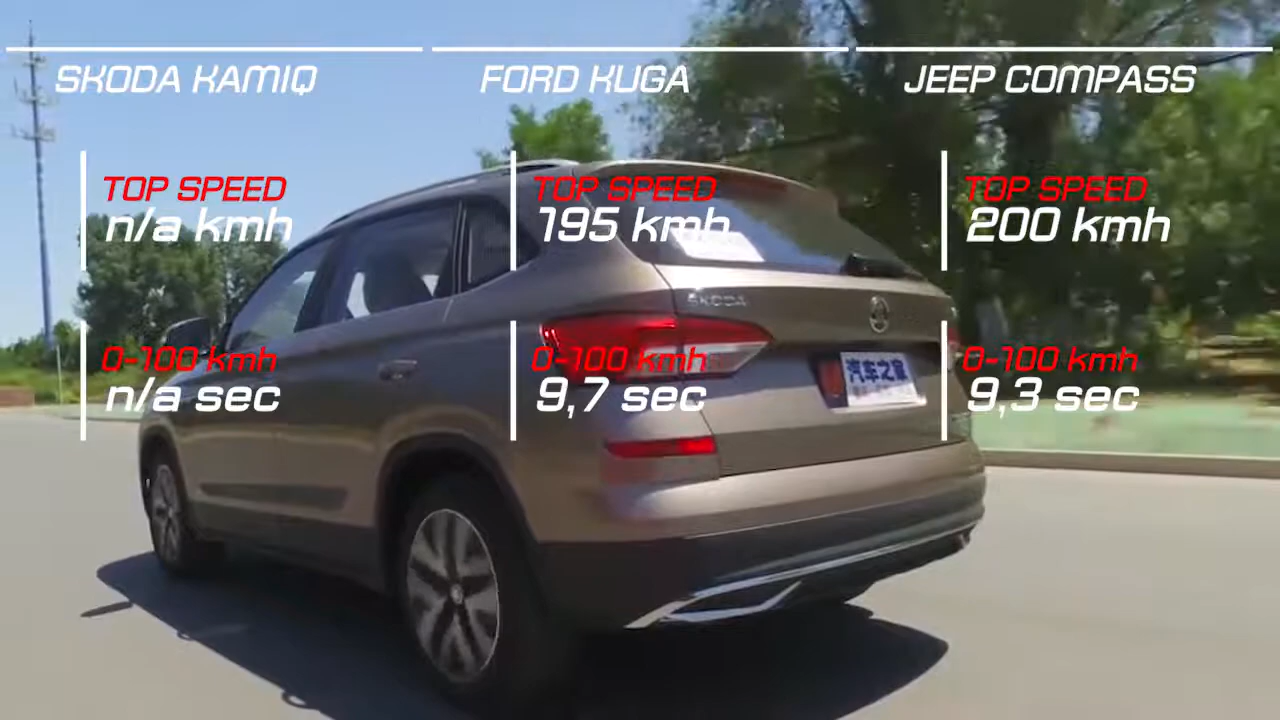 SKODA KAMIQ
FORD KUGA
JEEP COMPASS
TOP SPEED
n/a kmh
TOP SPEED
195 kmh
TOP SPEED
200 kmh
SKODA
汽车之家
0-100 kmh
n/a sec
0-100 kmh
9,7 sec
0-100 kmh
9,3 sec